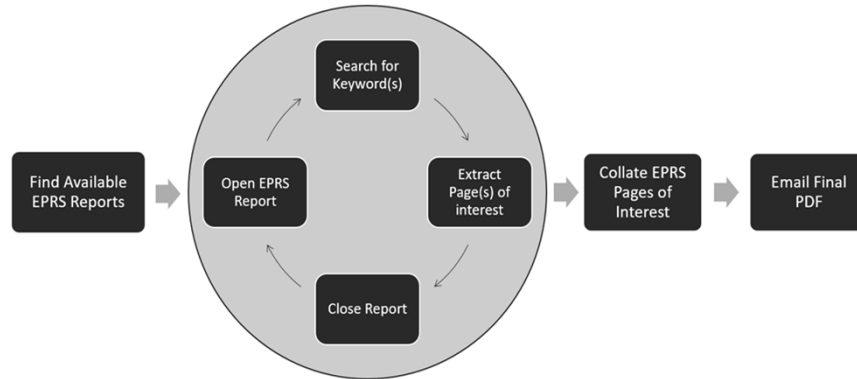 Find Available
EPRS Reports
Open EPRS
Report
Search for
Keyword(s)
Extract
Page(s) of
interest
Close Report
Collate EPRS
Pages of
Interest
Email Final
PDF